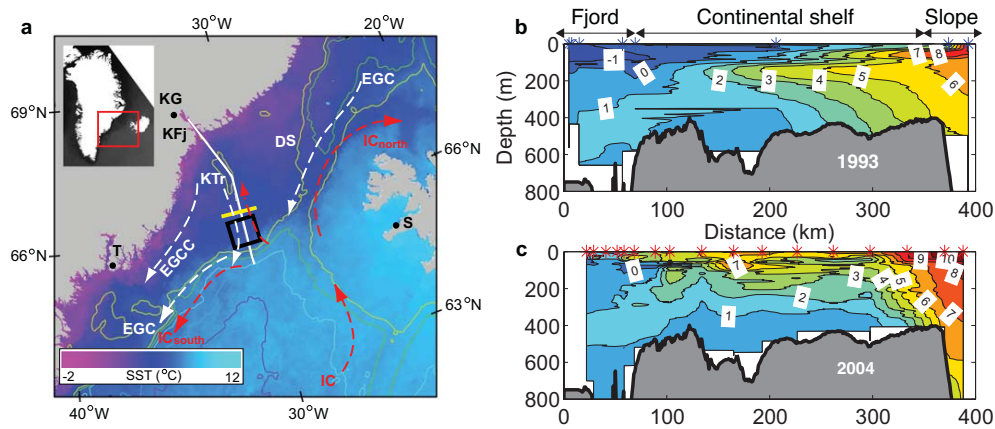 a
30°W
20°W
69°N
66°N
66°N
63°N
40°W
30°W
KG
KFj
KTr
DS
EGC
ICnorth
S
T
EGCC
EGC
ICsouth
IC
-2
SST (°C)
12
b
Fjord
Continental shelf
Slope
Depth (m)
0
200
400
600
800
-1
0
1
2
3
4
5
7
8
6
1993
0
100
200
300
400
Distance (km)
c
0
200
400
600
800
0
7
3
2
1
4
5
6
9
8
7
2004
0
100
200
300
400